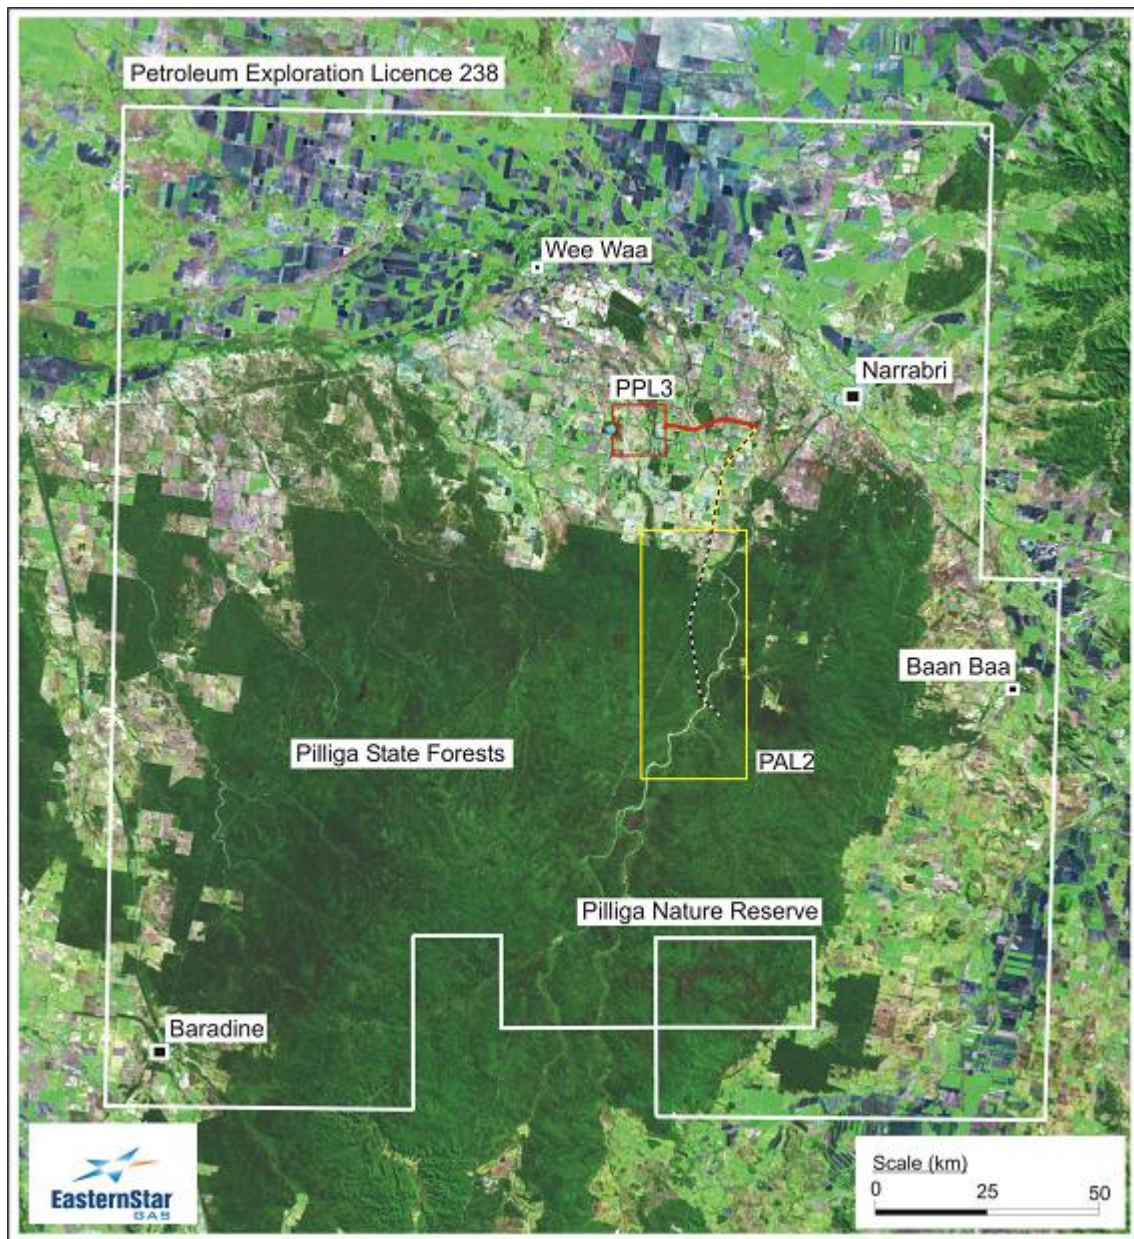 Petroleum Exploration Licence 238
Wee Waa
Narrabri
PPL3
Baan Baa
Pilliga State Forests
PAL2
Pilliga Nature Reserve
Baradine
EasternStar
GAS
Scale (km)
0 25 50